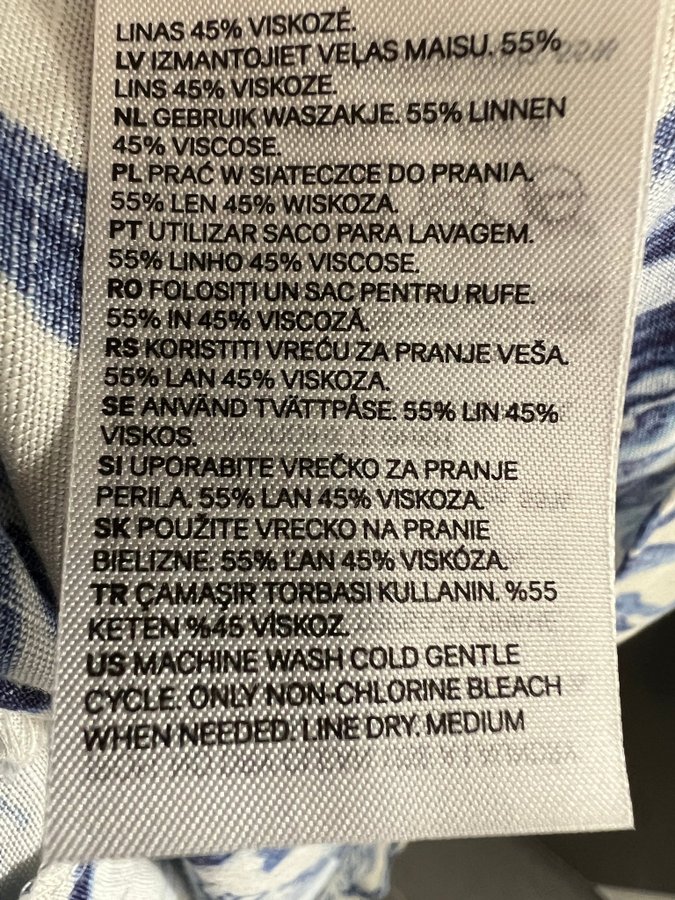 LINAS 45% VISKOZĖ.
LV IZMANTOJIET VEĻAS MAISU. 55%
LINS 45% VISKOZE.
NL GEBRUIK WASZAKJE. 55% LINNEN
45% VISCOSE.
PL PRAĆ W SIATECZCE DO PRANIA.
55% LEN 45% WISKOZA.
PT UTILIZAR SACO PARA LAVAGEM.
55% LINHO 45% VISCOSE.
RO FOLOSIȚI UN SAC PENTRU RUFE.
55% IN 45% VISCOZĂ.
RS KORISTITI VREĆU ZA PRANJE VEŠA.
55% LAN 45% VISKOZA.
SE ANVÄND TVÄTTPÅSE. 55% LIN 45%
VISKOS.
SI UPORABITE VREČKO ZA PRANJE
PERILA. 55% LAN 45% VISKOZA.
SK POUŽITE VRECKO NA PRANIE
BIELIZNE. 55% ĽAN 45% VISKÓZA.
TR ÇAMAŞIR TORBASI KULLANIN. %55
KETEN %45 VİSKOZ.
US MACHINE WASH COLD GENTLE
CYCLE. ONLY NON-CHLORINE BLEACH
WHEN NEEDED. LINE DRY. MEDIUM